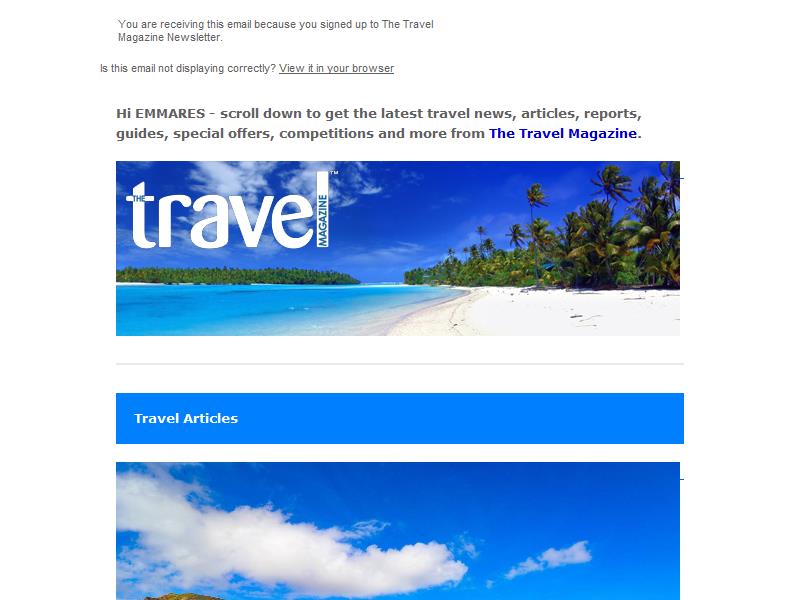 You are receiving this email because you signed up to The Travel
Magazine Newsletter.
Is this email not displaying correctly? View it in your browser
Hi EMMARES - scroll down to get the latest travel news, articles, reports,
guides, special offers, competitions and more from The Travel Magazine.
THE travel MAGAZINE ™
Travel Articles